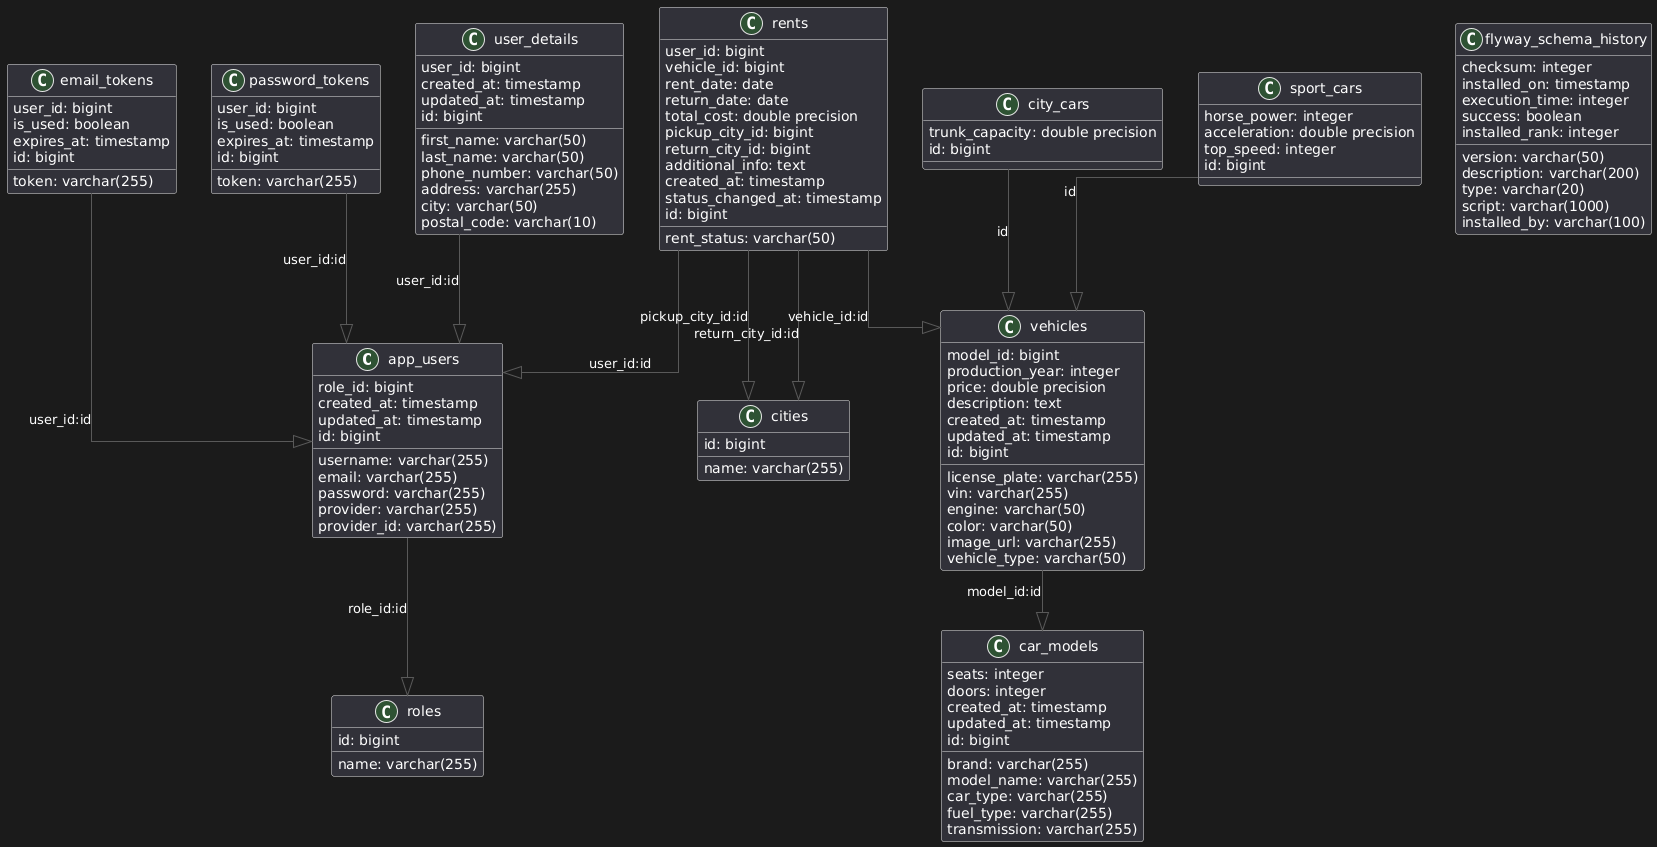 C email_tokens
user_id: bigint
is_used: boolean
expires_at: timestamp
id: bigint
token: varchar(255)
C password_tokens
user_id: bigint
is_used: boolean
expires_at: timestamp
id: bigint
token: varchar(255)
C user_details
user_id: bigint
created_at: timestamp
updated_at: timestamp
id: bigint
first_name: varchar(50)
last_name: varchar(50)
phone_number: varchar(50)
address: varchar(255)
city: varchar(50)
postal_code: varchar(10)
C rents
user_id: bigint
vehicle_id: bigint
rent_date: date
return_date: date
total_cost: double precision
pickup_city_id: bigint
return_city_id: bigint
additional_info: text
created_at: timestamp
status_changed_at: timestamp
id: bigint
rent_status: varchar(50)
C city_cars
trunk_capacity: double precision
id: bigint
C sport_cars
horse_power: integer
acceleration: double precision
top_speed: integer
id: bigint
C flyway_schema_history
checksum: integer
installed_on: timestamp
execution_time: integer
success: boolean
installed_rank: integer
version: varchar(50)
description: varchar(200)
type: varchar(20)
script: varchar(1000)
installed_by: varchar(100)
user_id:id
user_id:id
user_id:id
user_id:id
pickup_city_id:id
return_city_id:id
vehicle_id:id
id
id
C app_users
role_id: bigint
created_at: timestamp
updated_at: timestamp
id: bigint
username: varchar(255)
email: varchar(255)
password: varchar(255)
provider: varchar(255)
provider_id: varchar(255)
C cities
id: bigint
name: varchar(255)
C vehicles
model_id: bigint
production_year: integer
price: double precision
description: text
created_at: timestamp
updated_at: timestamp
id: bigint
license_plate: varchar(255)
vin: varchar(255)
engine: varchar(50)
color: varchar(50)
image_url: varchar(255)
vehicle_type: varchar(50)
role_id:id
model_id:id
C roles
id: bigint
name: varchar(255)
C car_models
seats: integer
doors: integer
created_at: timestamp
updated_at: timestamp
id: bigint
brand: varchar(255)
model_name: varchar(255)
car_type: varchar(255)
fuel_type: varchar(255)
transmission: varchar(255)